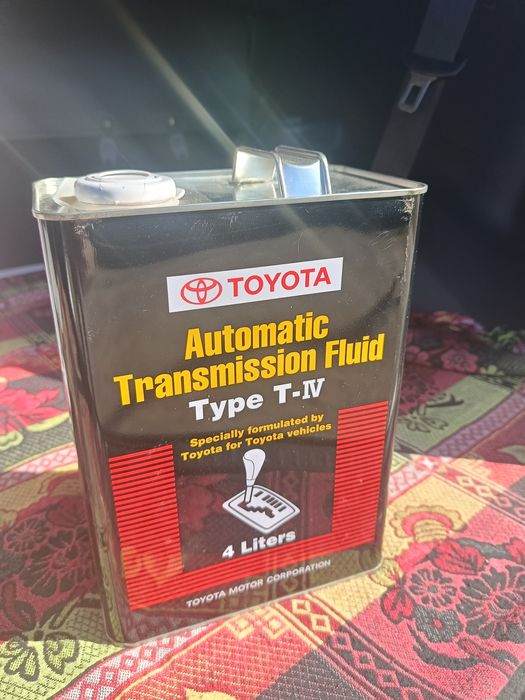 TOYOTA
Automatic
Transmission Fluid
Type T-IV
Specially formulated by
Toyota for Toyota vehicles
4 Liters
TOYOTA MOTOR CORPORATION